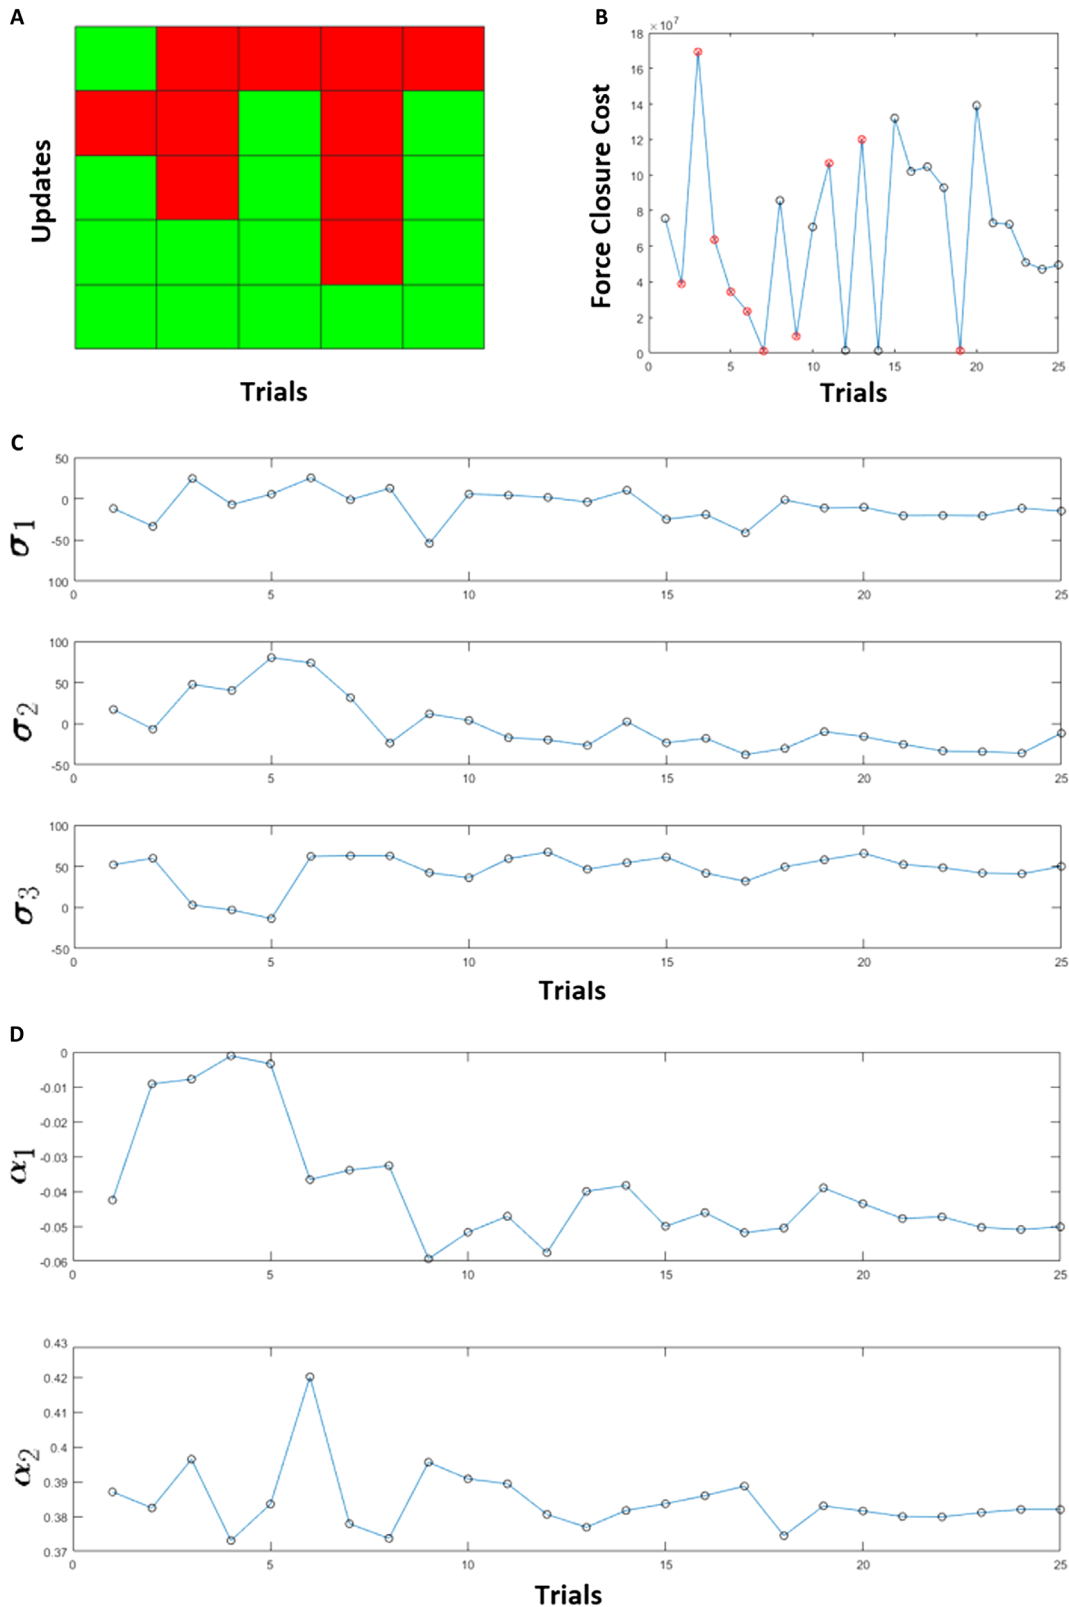 A
Updates
Trials
B
×10⁷
18
16
14
12
10
8
6
4
2
0
Force Closure Cost
0 5 10 15 20 25
Trials
C
σ1
50
0
-50
100
0 5 10 15 20 25
σ2
100
50
0
-50
0 5 10 15 20 25
σ3
100
50
0
-50
0 5 10 15 20 25
Trials
D
α1
0
-0.01
-0.02
-0.03
-0.04
-0.05
-0.06
0 5 10 15 20 25
α2
0.43
0.42
0.41
0.4
0.39
0.38
0.37
0 5 10 15 20 25
Trials